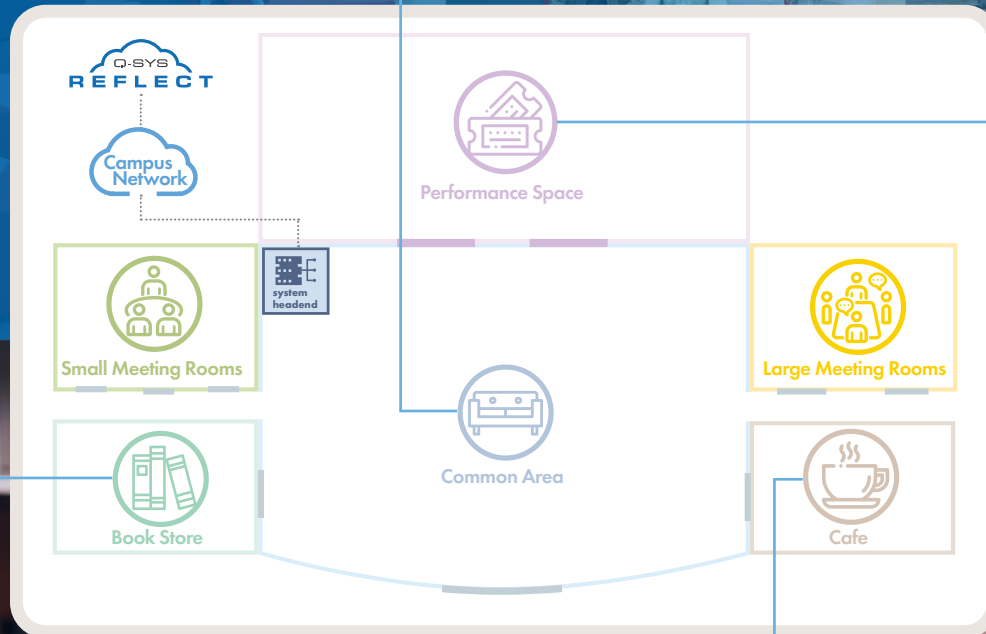 Q-SYS
REFLECT
Campus
Network
Performance Space
system
headend
Small Meeting Rooms
Large Meeting Rooms
Common Area
Book Store
Cafe